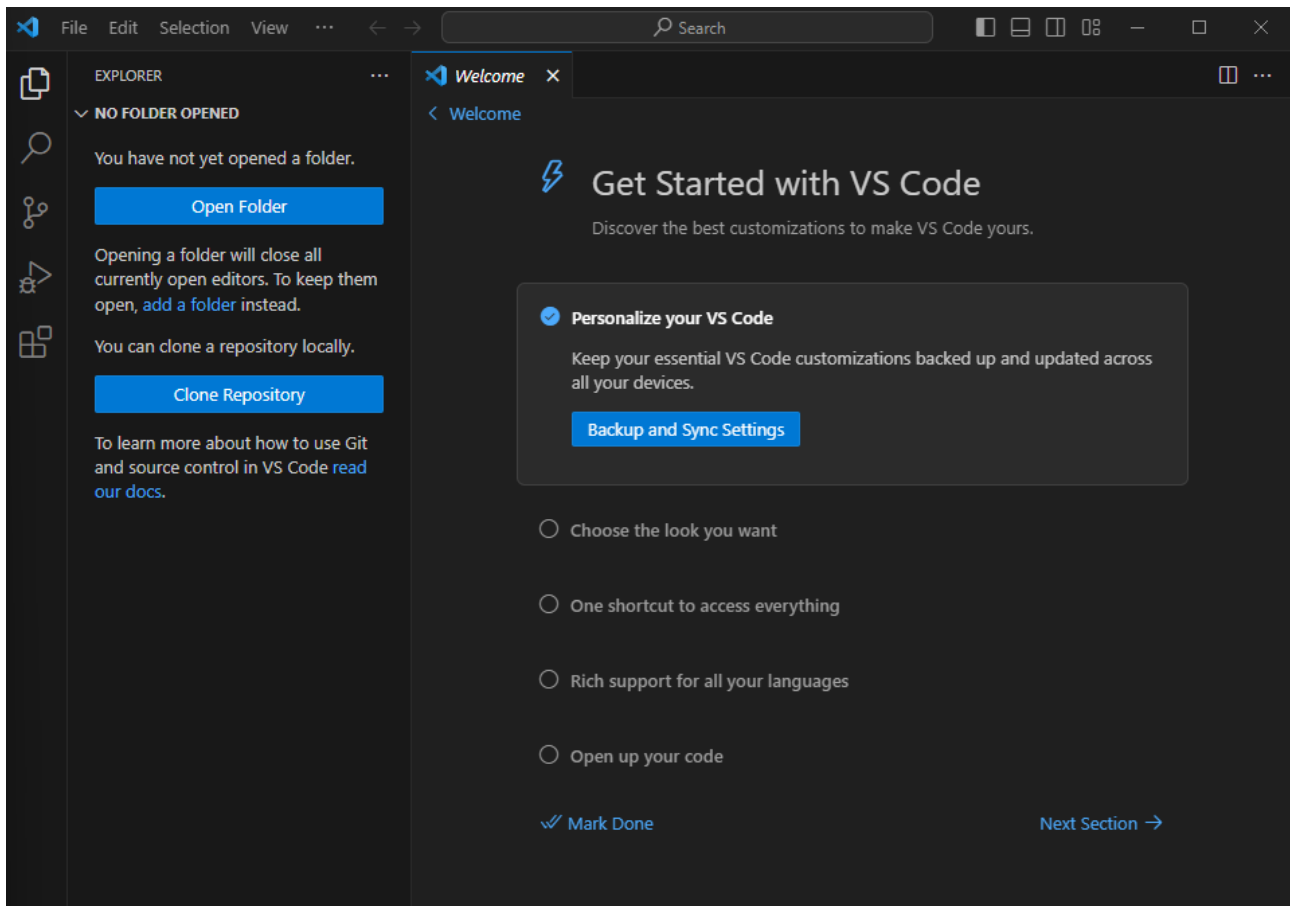 File Edit Selection View ··· Search
EXPLORER ···
NO FOLDER OPENED
You have not yet opened a folder.
Open Folder
Opening a folder will close all
currently open editors. To keep them
open, add a folder instead.
You can clone a repository locally.
Clone Repository
To learn more about how to use Git
and source control in VS Code read
our docs.
Welcome
Welcome
Get Started with VS Code
Discover the best customizations to make VS Code yours.
Personalize your VS Code
Keep your essential VS Code customizations backed up and updated across
all your devices.
Backup and Sync Settings
Choose the look you want
One shortcut to access everything
Rich support for all your languages
Open up your code
Mark Done
Next Section